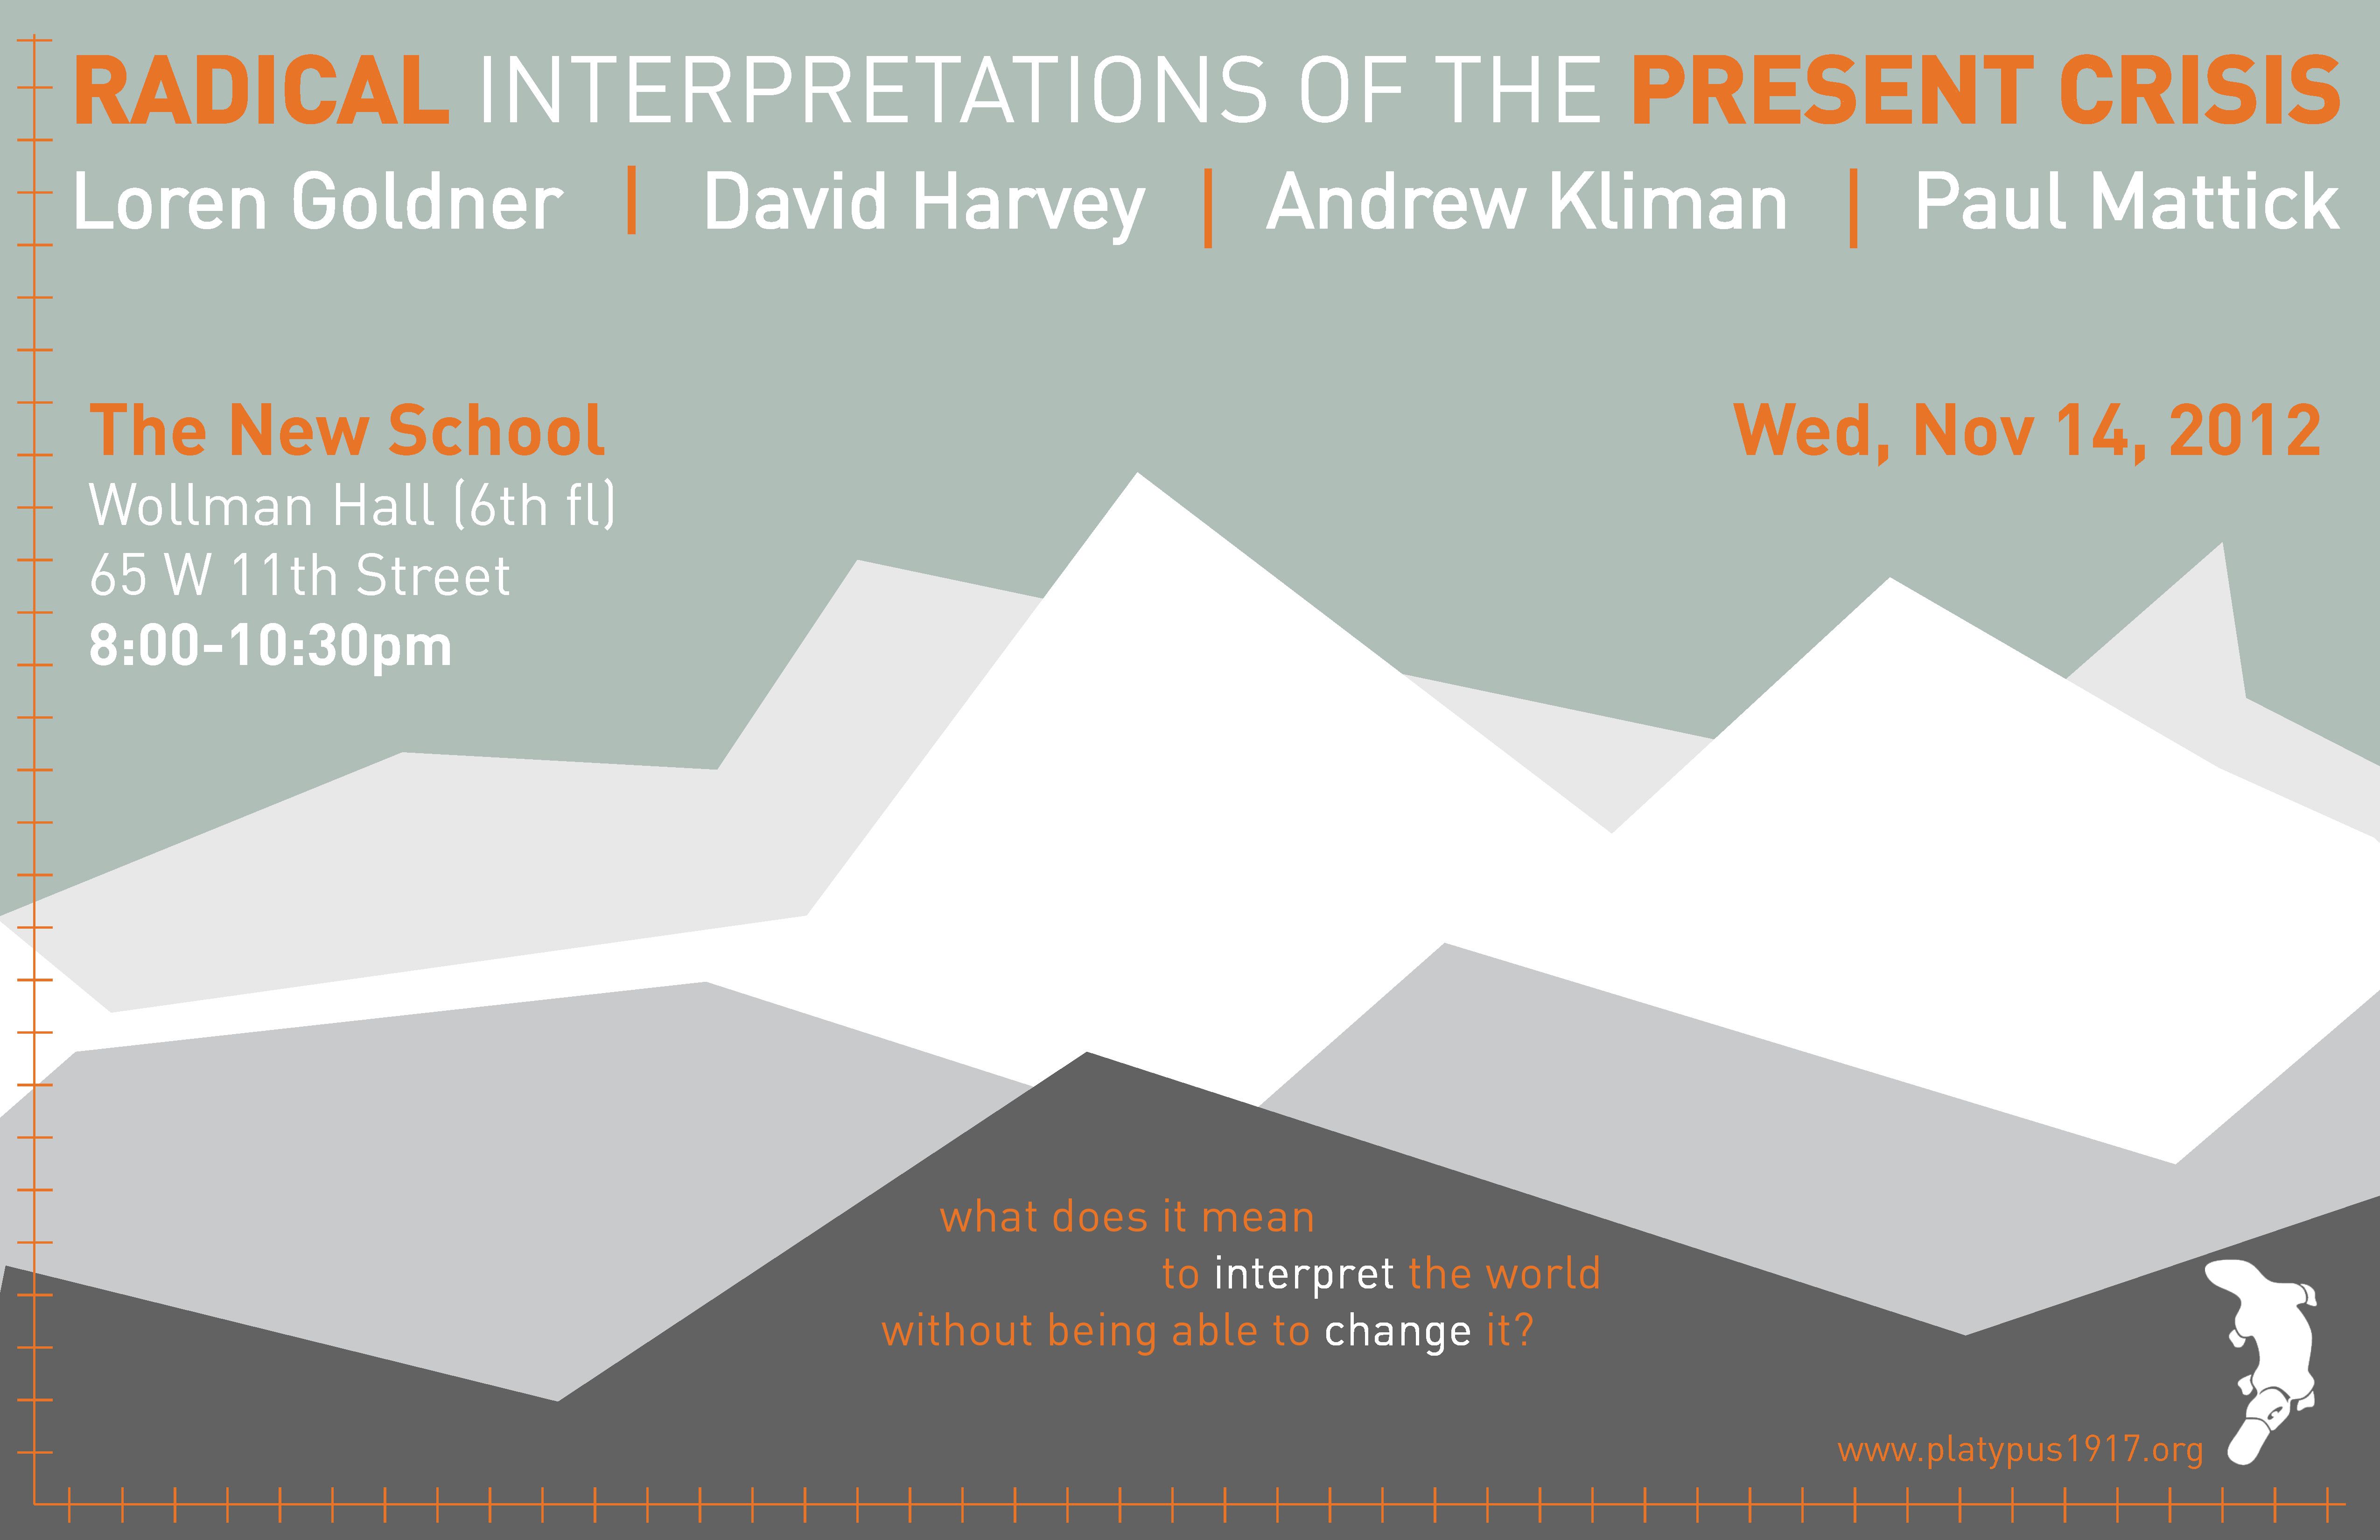 RADICAL INTERPRETATIONS OF THE PRESENT CRISIS
Loren Goldner | David Harvey | Andrew Kliman | Paul Mattick
The New School
Wollman Hall (6th fl)
65 W 11th Street
8:00-10:30pm
Wed, Nov 14, 2012
what does it mean
to interpret the world
without being able to change it?
www.platypus1917.org